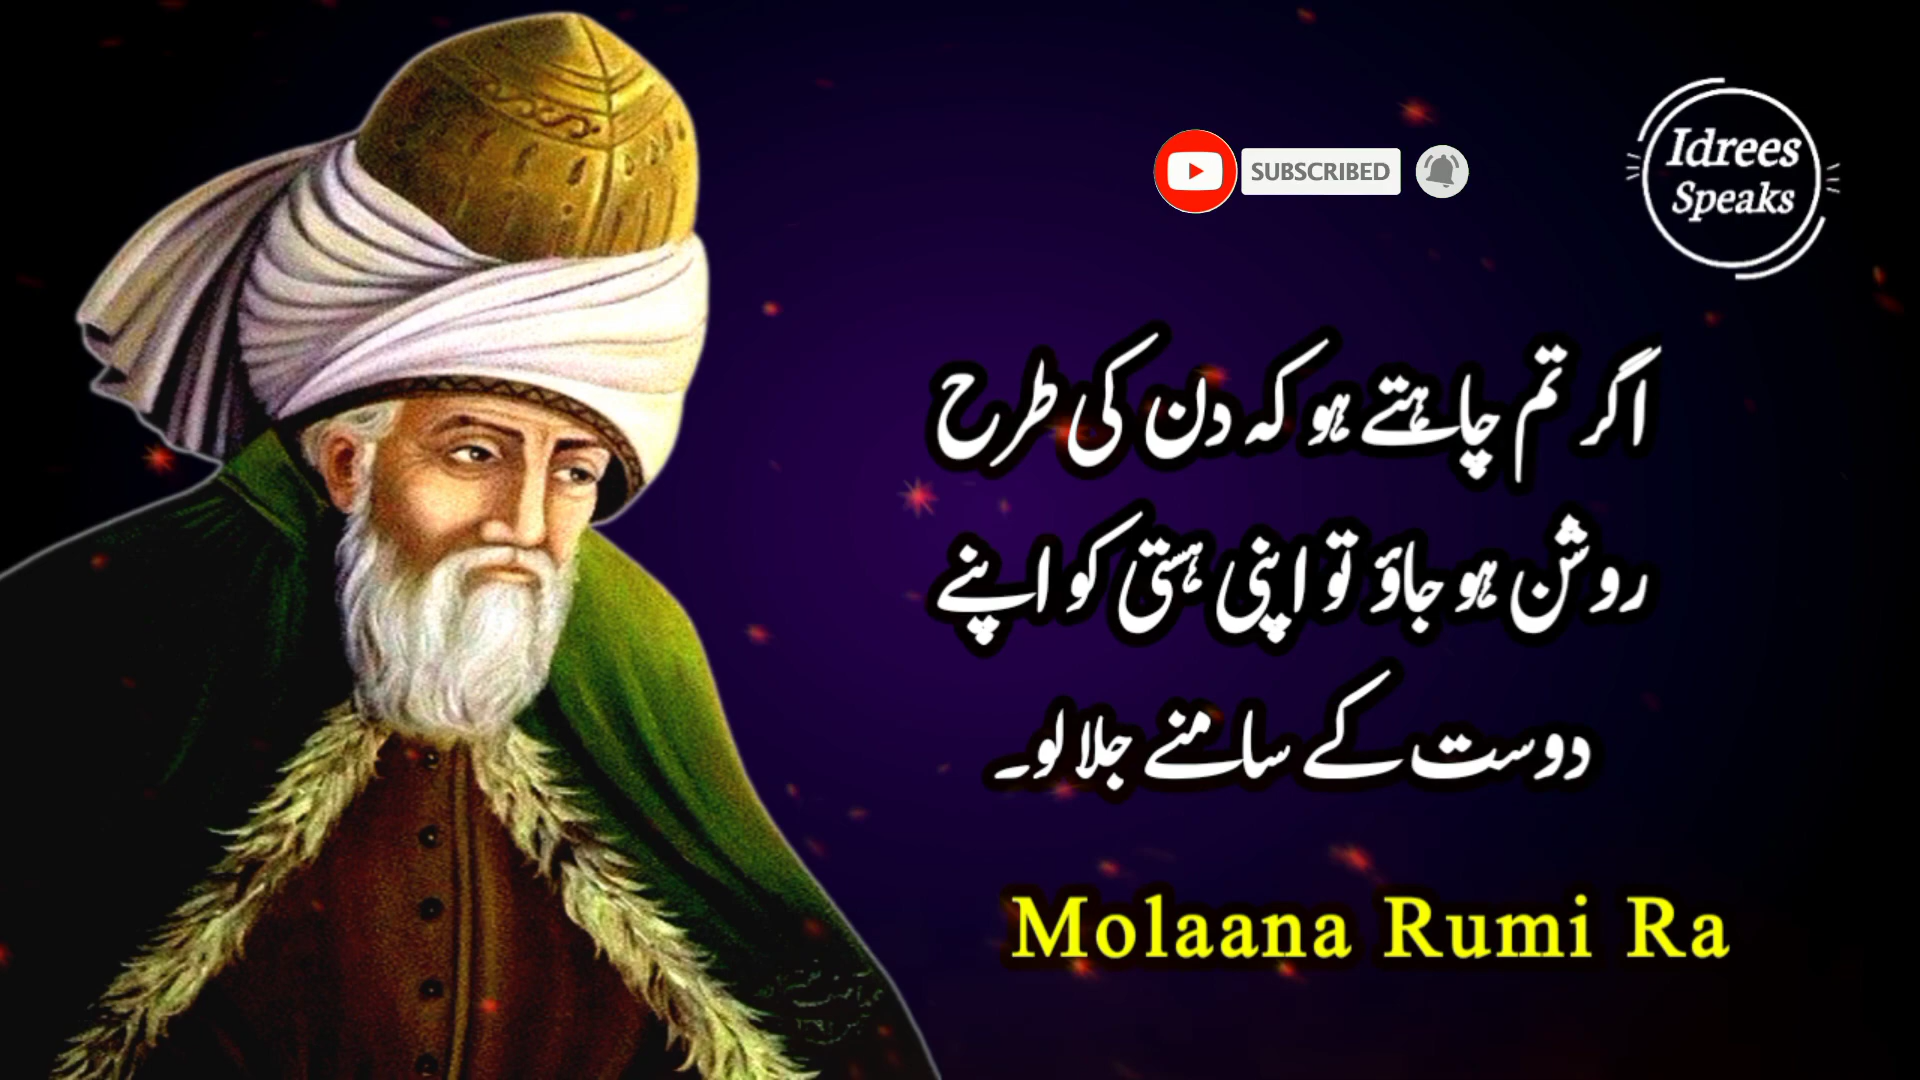 Idrees
Speaks
SUBSCRIBED
اگر تم چاہتے ہو کہ دن کی طرح
روشن ہو جاؤ تو اپنی ہستی کو اپنے
دوست کے سامنے جلا لو۔
Molaana Rumi Ra